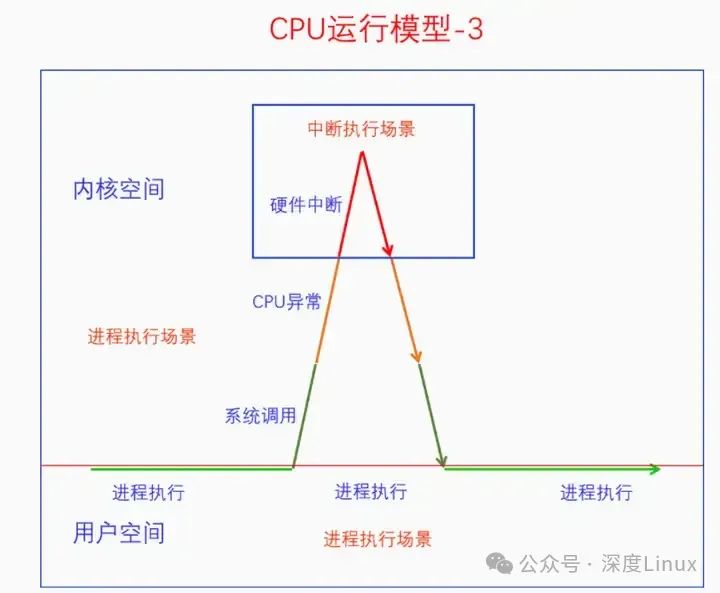 CPU运行模型-3
中断执行场景
内核空间
硬件中断
CPU异常
进程执行场景
系统调用
进程执行
进程执行
进程执行
用户空间
进程执行场景
公众号·深度Linux